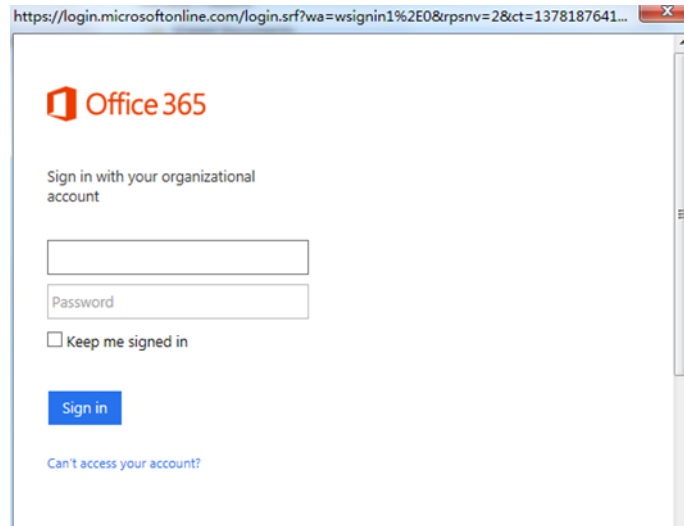 https://login.microsoftonline.com/login.srf?wa=wsignin1%2E0&rpsnv=2&ct=1378187641...
Office 365
Sign in with your organizational
account
Password
Keep me signed in
Sign in
Can't access your account?